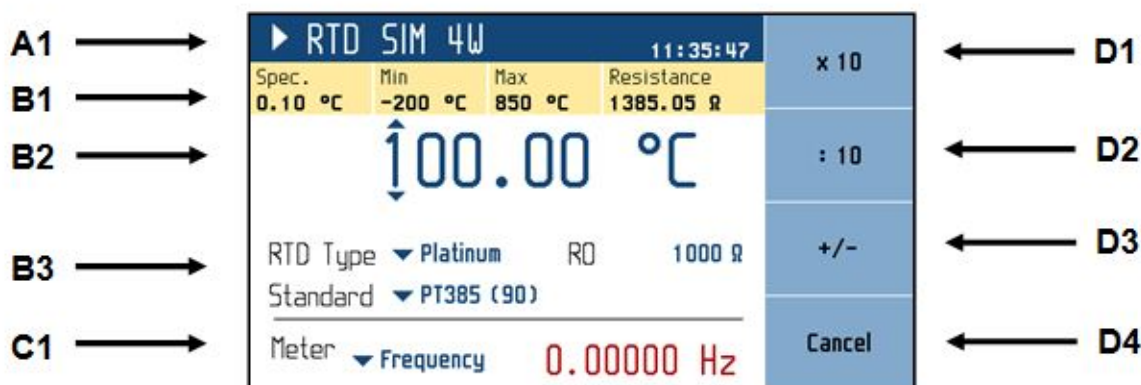 A1
RTD SIM 4W 11:35:47
x 10
D1
Spec. Min Max Resistance
B1
0.10 °C -200 °C 850 °C 1385.05 Ω
B2
100.00 °C
: 10
D2
B3
RTD Type Platinum R0 1000 Ω
+/-
D3
Standard PT385 (90)
C1
Meter Frequency 0.00000 Hz
Cancel
D4